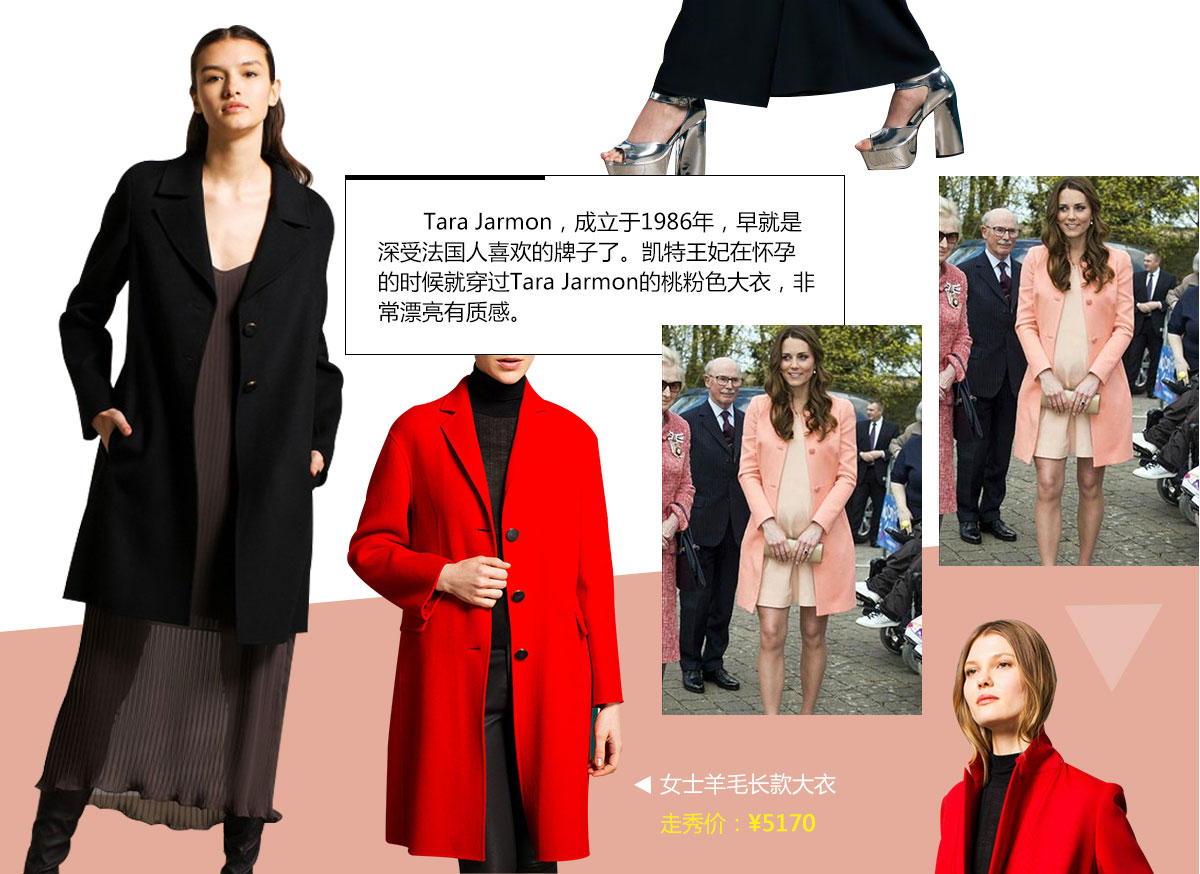 Tara Jarmon，成立于1986年，早就是
深受法国人喜欢的牌子了。凯特王妃在怀孕
的时候就穿过Tara Jarmon的桃粉色大衣，非
常漂亮有质感。
女士羊毛长款大衣
走秀价：¥5170